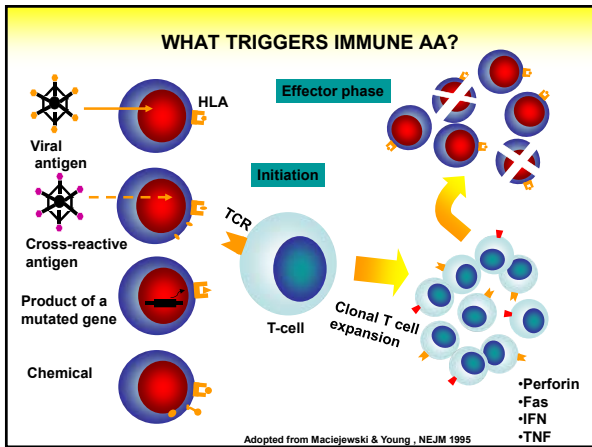 WHAT TRIGGERS IMMUNE AA?
HLA
Viral
antigen
Cross-reactive
antigen
Product of a
mutated gene
Chemical
Initiation
TCR
T-cell
Clonal T cell
expansion
Effector phase
•Perforin
•Fas
•IFN
•TNF
Adopted from Maciejewski & Young , NEJM 1995